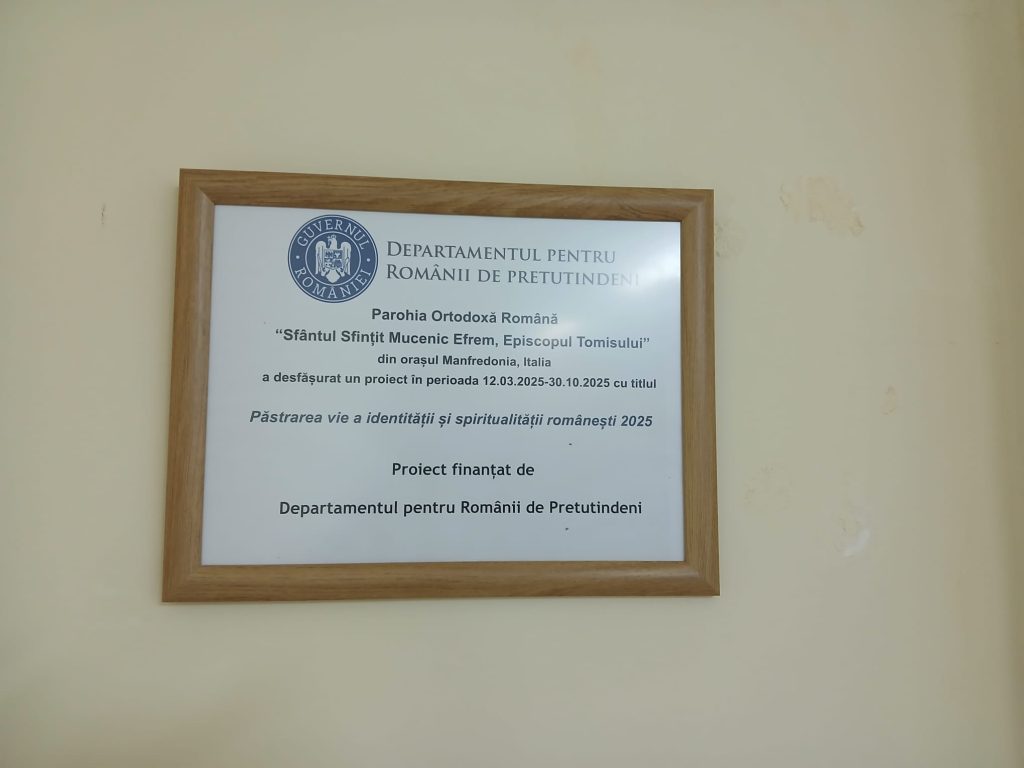 GUVERNUL ROMÂNIEI
DEPARTAMENTUL PENTRU
ROMÂNII DE PRETUTINDENI
Parohia Ortodoxă Română
“Sfântul Sfințit Mucenic Efrem, Episcopul Tomisului”
din orașul Manfredonia, Italia
a desfășurat un proiect în perioada 12.03.2025-30.10.2025 cu titlul
Păstrarea vie a identității și spiritualității românești 2025
Proiect finanțat de
Departamentul pentru Românii de Pretutindeni